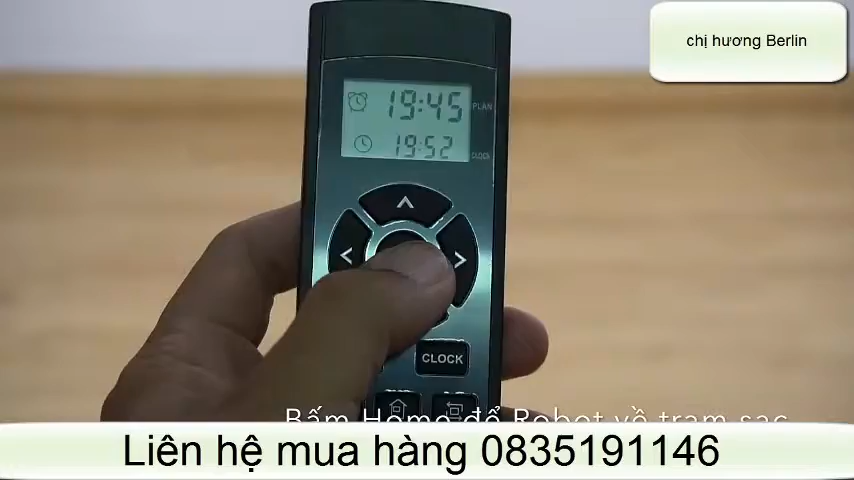 chị hương Berlin
19:45 PLAN
19:52 CLOCK
CLOCK
Bấm Home để Robot về trạm sạc
Liên hệ mua hàng 0835191146